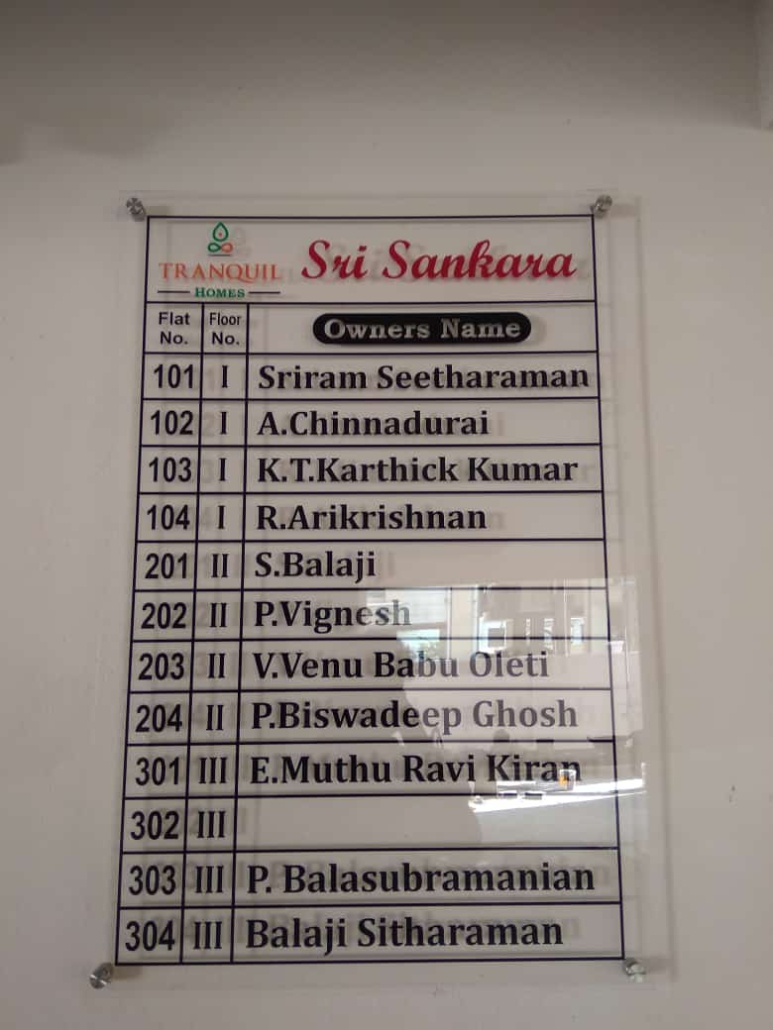 TRANQUIL
HOMES
Sri Sankara
Flat No. Floor No. Owners Name
101 I Sriram Seetharaman
102 I A.Chinnadurai
103 I K.T.Karthick Kumar
104 I R.Arikrishnan
201 II S.Balaji
202 II P.Vignesh
203 II V.Venu Babu Oleti
204 II P.Biswadeep Ghosh
301 III E.Muthu Ravi Kiran
302 III
303 III P. Balasubramanian
304 III Balaji Sitharaman